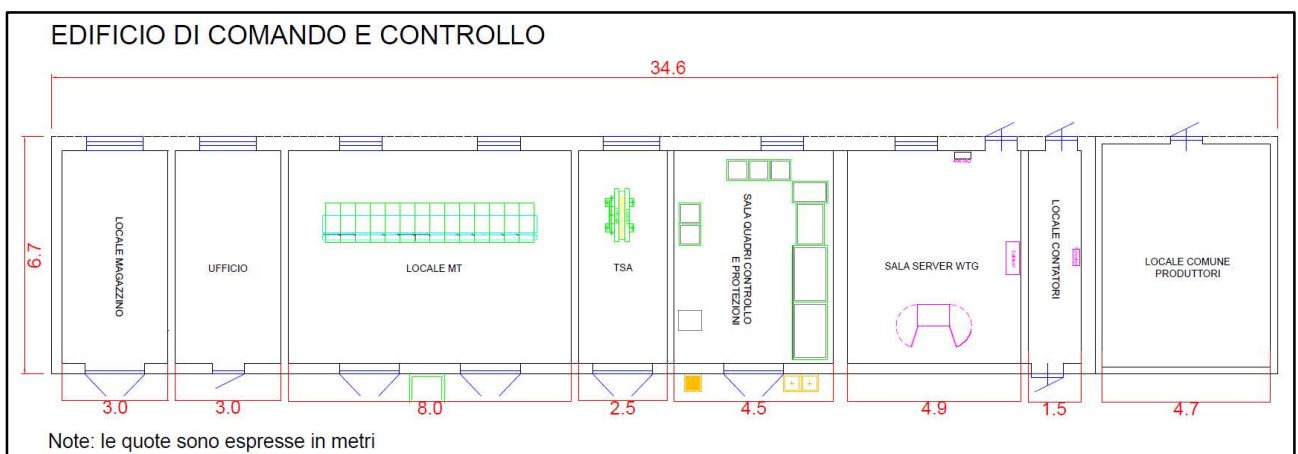 EDIFICIO DI COMANDO E CONTROLLO
34.6
6.7
LOCALE MAGAZZINO
UFFICIO
LOCALE MT
TSA
SALA QUADRI CONTROLLO
E PROTEZIONI
SALA SERVER WTG
LOCALE CONTATORI
LOCALE COMUNE
PRODUTTORI
3.0
3.0
8.0
2.5
4.5
4.9
1.5
4.7
Note: le quote sono espresse in metri